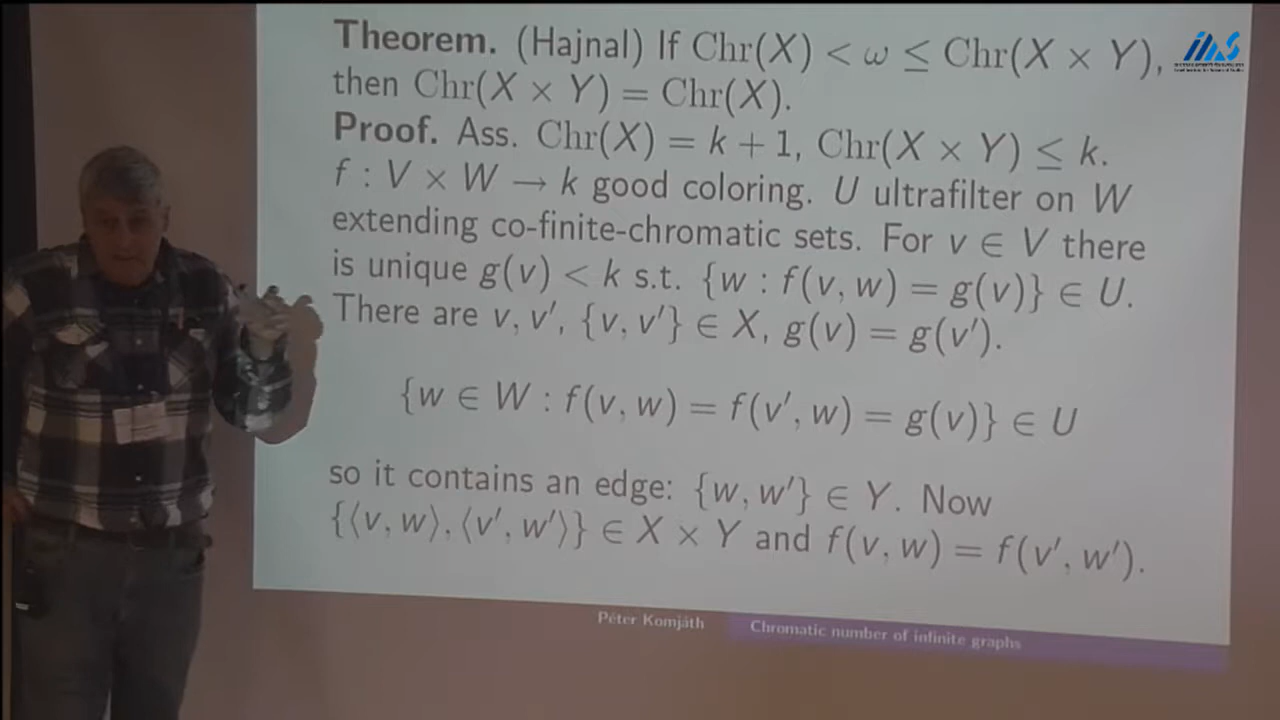 Theorem. (Hajnal) If Chr(X) < ω ≤ Chr(X × Y),
then Chr(X × Y) = Chr(X).
Proof. Ass. Chr(X) = k + 1, Chr(X × Y) ≤ k.
f : V × W → k good coloring. U ultrafilter on W
extending co-finite-chromatic sets. For v ∈ V there
is unique g(v) < k s.t. {w : f(v, w) = g(v)} ∈ U.
There are v, v′, {v, v′} ∈ X, g(v) = g(v′).
{w ∈ W : f(v, w) = f(v′, w) = g(v)} ∈ U
so it contains an edge: {w, w′} ∈ Y. Now
{⟨v, w⟩, ⟨v′, w′⟩} ∈ X × Y and f(v, w) = f(v′, w′).
Péter Komjáth
Chromatic number of infinite graphs